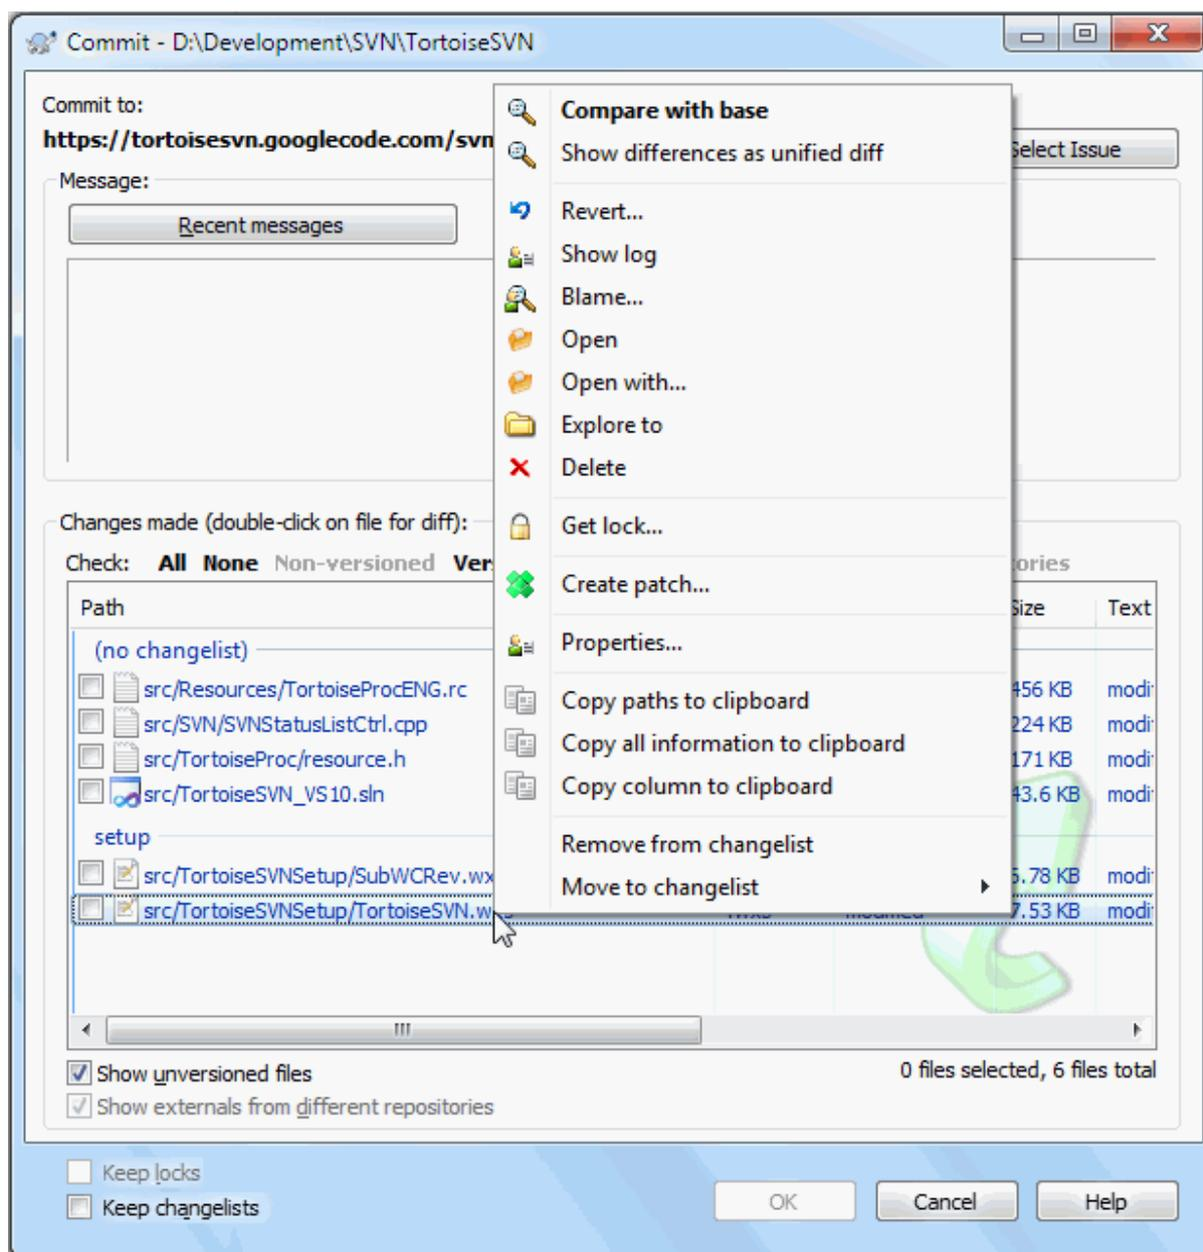 Commit - D:\Development\SVN\TortoiseSVN
Commit to:
https://tortoisesvn.googlecode.com/svn
Select Issue
Message:
Recent messages
Compare with base
Show differences as unified diff
Revert...
Show log
Blame...
Open
Open with...
Explore to
Delete
Get lock...
Create patch...
Properties...
Copy paths to clipboard
Copy all information to clipboard
Copy column to clipboard
Remove from changelist
Move to changelist
Changes made (double-click on file for diff):
Check: All None Non-versioned
Path Size Text
(no changelist)
src/Resources/TortoiseProcENG.rc 456 KB
src/SVN/SVNStatusListCtrl.cpp 224 KB
src/TortoiseProc/resource.h 171 KB
src/TortoiseSVN_VS10.sln 43.6 KB
setup
src/TortoiseSVNSetup/SubWCRev.wx
src/TortoiseSVNSetup/TortoiseSVN.w 7.53 KB
Show unversioned files
0 files selected, 6 files total
Show externals from different repositories
Keep locks
Keep changelists
OK Cancel Help